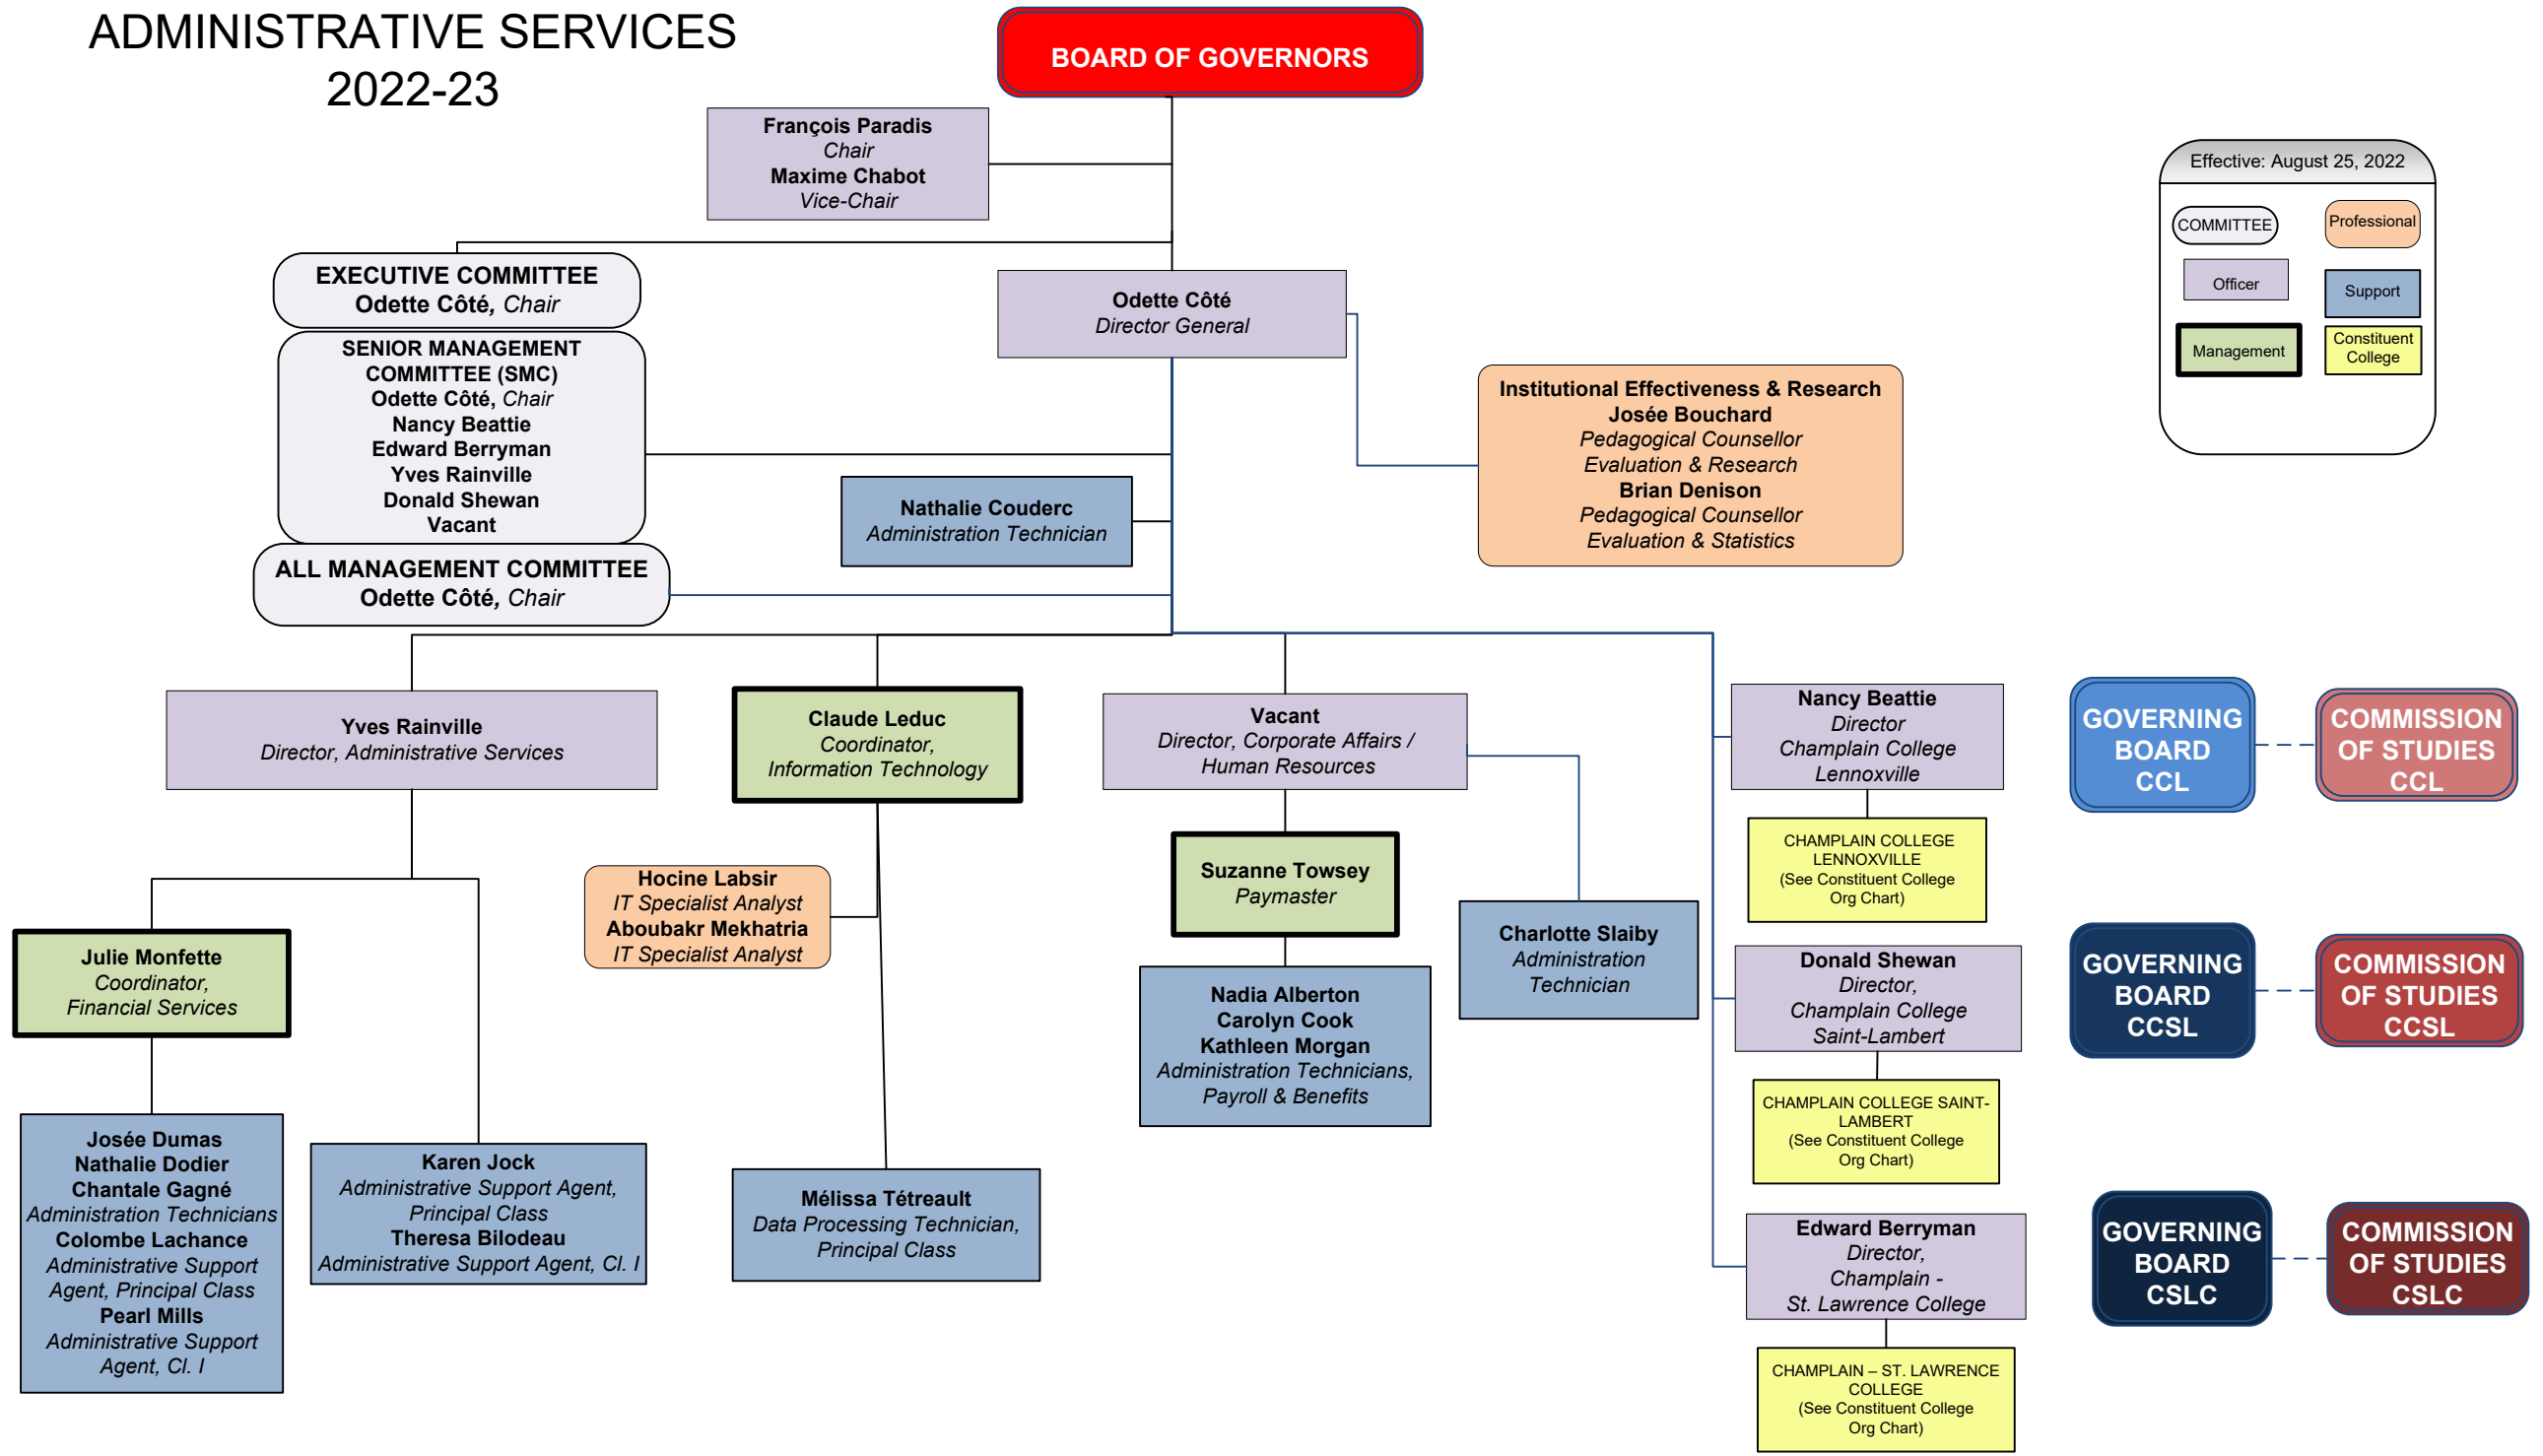 ADMINISTRATIVE SERVICES
2022-23
BOARD OF GOVERNORS
François Paradis
Chair
Maxime Chabot
Vice-Chair
Effective: August 25, 2022
COMMITTEE
Professional
Officer
Support
Management
Constituent
College
EXECUTIVE COMMITTEE
Odette Côté, Chair
Odette Côté
Director General
SENIOR MANAGEMENT
COMMITTEE (SMC)
Odette Côté, Chair
Nancy Beattie
Edward Berryman
Yves Rainville
Donald Shewan
Vacant
Institutional Effectiveness & Research
Josée Bouchard
Pedagogical Counsellor
Evaluation & Research
Brian Denison
Pedagogical Counsellor
Evaluation & Statistics
Nathalie Couderc
Administration Technician
ALL MANAGEMENT COMMITTEE
Odette Côté, Chair
Yves Rainville
Director, Administrative Services
Claude Leduc
Coordinator,
Information Technology
Vacant
Director, Corporate Affairs /
Human Resources
Nancy Beattie
Director
Champlain College
Lennoxville
GOVERNING
BOARD
CCL
COMMISSION
OF STUDIES
CCL
CHAMPLAIN COLLEGE
LENNOXVILLE
(See Constituent College
Org Chart)
Suzanne Towsey
Paymaster
Hocine Labsir
IT Specialist Analyst
Aboubakr Mekhatria
IT Specialist Analyst
Charlotte Slaiby
Administration
Technician
Julie Monfette
Coordinator,
Financial Services
Nadia Alberton
Carolyn Cook
Kathleen Morgan
Administration Technicians,
Payroll & Benefits
Donald Shewan
Director,
Champlain College
Saint-Lambert
GOVERNING
BOARD
CCSL
COMMISSION
OF STUDIES
CCSL
CHAMPLAIN COLLEGE SAINT-
LAMBERT
(See Constituent College
Org Chart)
Josée Dumas
Nathalie Dodier
Chantale Gagné
Administration Technicians
Colombe Lachance
Administrative Support
Agent, Principal Class
Pearl Mills
Administrative Support
Agent, Cl. I
Karen Jock
Administrative Support Agent,
Principal Class
Theresa Bilodeau
Administrative Support Agent, Cl. I
Mélissa Tétreault
Data Processing Technician,
Principal Class
Edward Berryman
Director,
Champlain -
St. Lawrence College
GOVERNING
BOARD
CSLC
COMMISSION
OF STUDIES
CSLC
CHAMPLAIN – ST. LAWRENCE
COLLEGE
(See Constituent College
Org Chart)